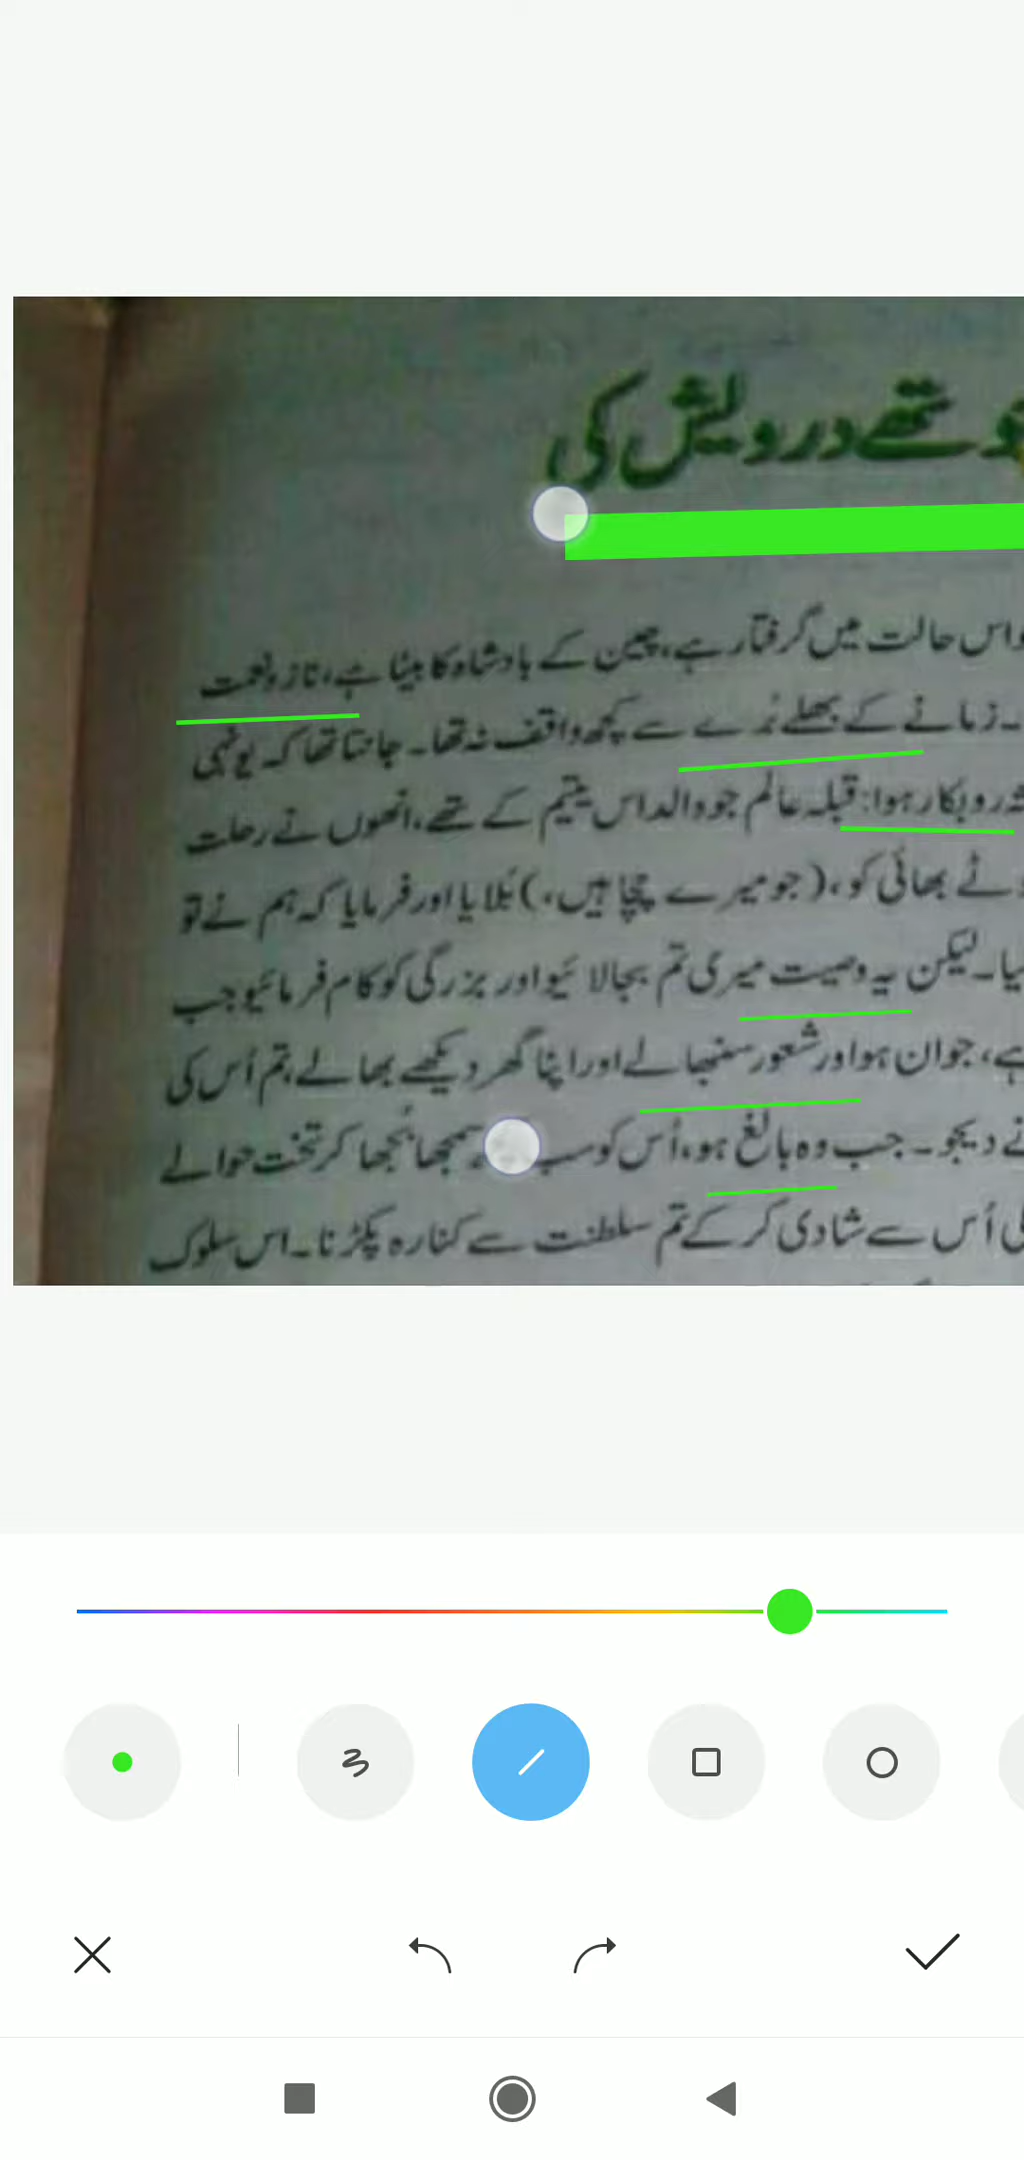 تھے درویش کی
اس حالت میں گرفتار ہے، چین کے بادشاہ کا بیٹا ہے، ناز و نعمت
۔ زمانے کے بھلے بُرے سے کچھ واقف نہ تھا۔ جانتا تھا کہ یونہی
روبکار ہوا: قبلہ عالم جو والد اس یتیم کے تھے، انھوں نے رحلت
نے بھائی کو، (جو میرے چچا ہیں،) بُلایا اور فرمایا کہ ہم نے تو
لیکن یہ وصیت میری تم بجا لائیو اور بزرگی کو کام فرمائیو جب
ہے، جوان ہو اور شعور سنبھالے اور اپنا گھر دیکھے بھالے، تم اُس کی
دیجو۔ جب وہ بالغ ہو، اُس کو سب سمجھا بُجھا کر تخت حوالے
اُس سے شادی کر کے تم سلطنت سے کنارہ پکڑنا۔ اس سلوک